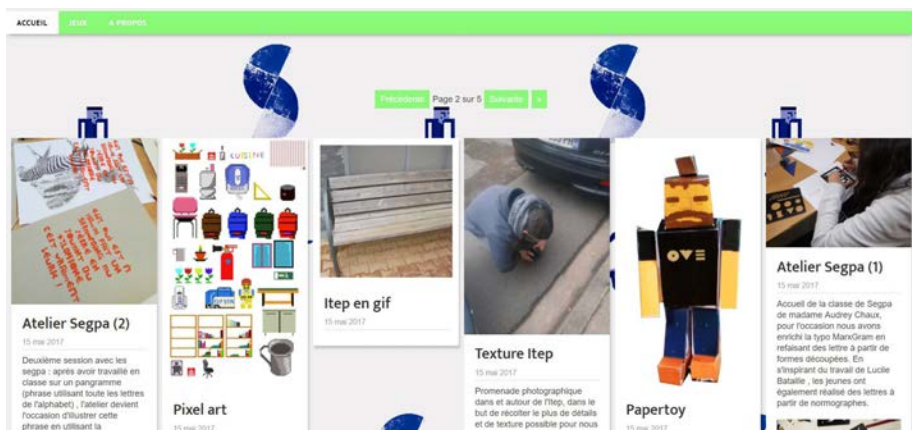 ACCUEIL JEUX A PROPOS
Précédente Page 2 sur 5 Suivante »
CUISINE
Atelier Segpa (2)
15 mai 2017
Deuxième session avec les
segpa : après avoir travaillé en
classe sur un pangramme
(phrase utilisant toute les lettres
de l'alphabet) , l'atelier devient
l'occasion d'illustrer cette
phrase en utilisant la
Pixel art
15 mai 2017
Itep en gif
15 mai 2017
Texture Itep
15 mai 2017
Promenade photographique
dans et autour de l'Itep, dans le
but de récolter le plus de détails
et de texture possible pour nous
Papertoy
15 mai 2017
Atelier Segpa (1)
15 mai 2017
Accueil de la classe de Segpa
de madame Audrey Chaux,
pour l'occasion nous avons
enrichi la typo MarxGram en
refaisant des lettre à partir de
formes découpées. En
s'inspirant du travail de Lucile
Bataille , les jeunes ont
également réalisé des lettres à
partir de normographes.